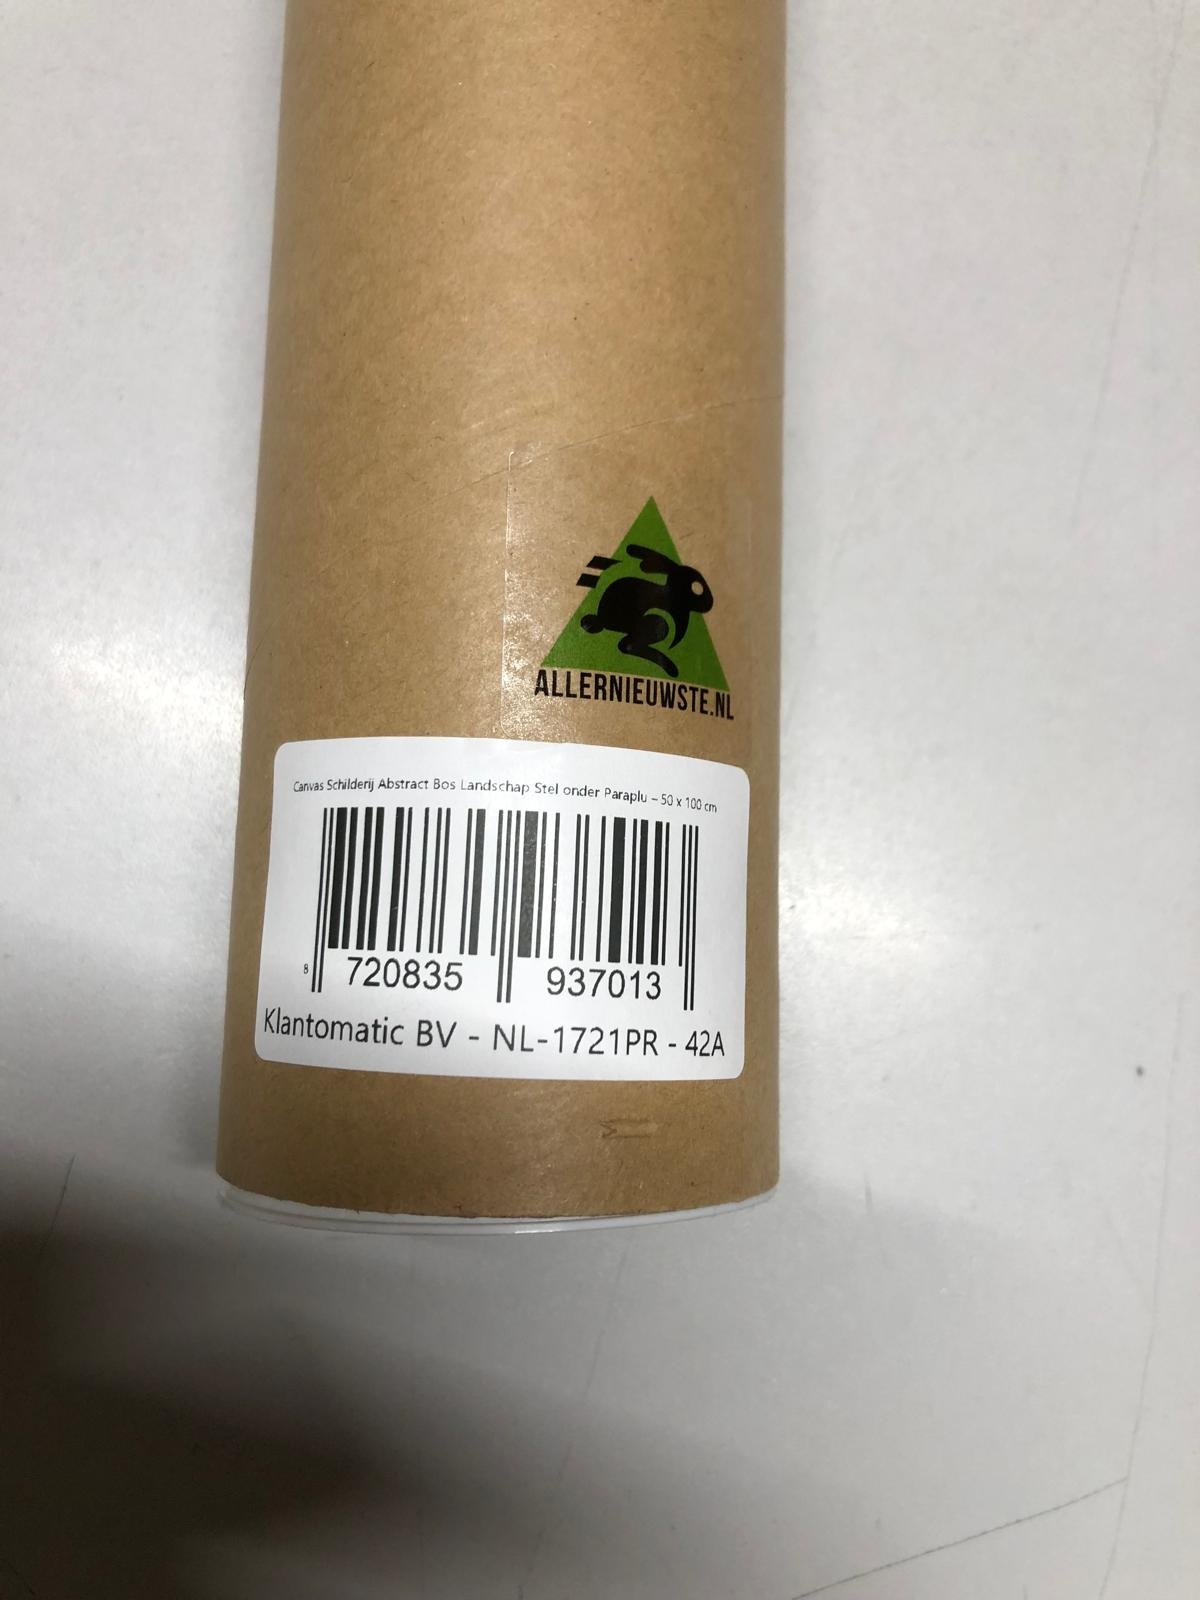 ALLERNIEUWSTE.NL
Canvas Schilderij Abstract Bos Landschap Stel onder Paraplu – 50 x 100 cm
8 720835 937013
Klantomatic BV - NL-1721PR - 42A